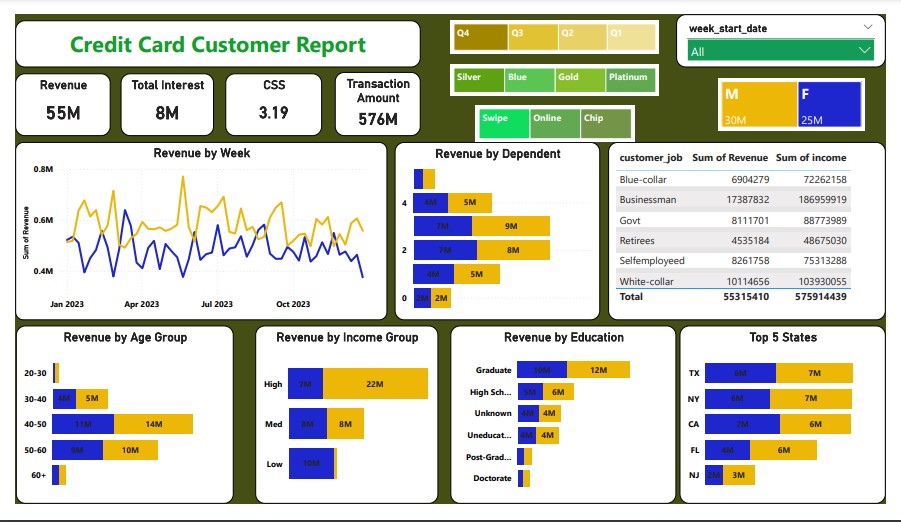 Credit Card Customer Report
Q4 Q3 Q2 Q1
week_start_date
All
Silver Blue Gold Platinum
Swipe Online Chip
M F
30M 25M
Revenue
55M
Total Interest
8M
CSS
3.19
Transaction
Amount
576M
Revenue by Week
Sum of Revenue
0.8M
0.6M
0.4M
Jan 2023 Apr 2023 Jul 2023 Oct 2023
Revenue by Dependent
4 4M 5M
7M 9M
2 7M 8M
4M 5M
0 2M 2M
customer_job Sum of Revenue Sum of income
Blue-collar 6904279 72262158
Businessman 17387832 186959919
Govt 8111701 88773989
Retirees 4535184 48675030
Selfemployeed 8261758 75313288
White-collar 10114656 103930055
Total 55315410 575914439
Revenue by Age Group
20-30
30-40 4M 5M
40-50 11M 14M
50-60 9M 10M
60+
Revenue by Income Group
High 7M 22M
Med 8M 8M
Low 10M
Revenue by Education
Graduate 10M 12M
High Sch... 5M 6M
Unknown 4M 4M
Uneducat... 4M 4M
Post-Grad...
Doctorate
Top 5 States
TX 6M 7M
NY 6M 7M
CA 7M 6M
FL 4M 6M
NJ 2M 3M